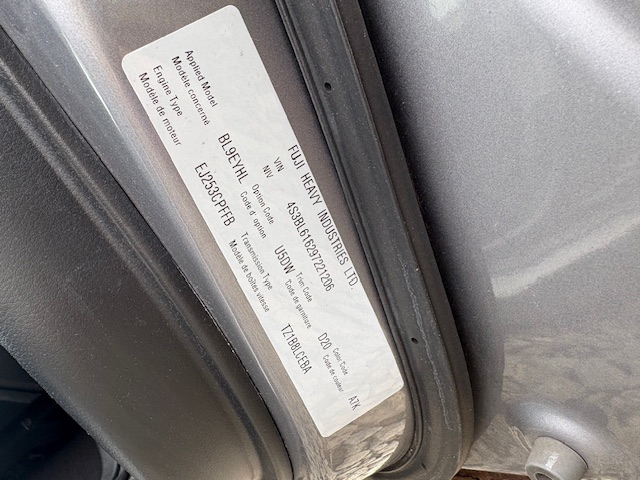 FUJI HEAVY INDUSTRIES LTD.
VIN
NIV
4S3BL616297221206
Applied Model
Modèle concerné
BL9EYHL
Option Code
Code d' option
U5DW
Trim Code
Code de garniture
D20
Color Code
Code de couleur
A7K
Engine Type
Modèle de moteur
EJ253CPFFB
Transmission Type
Modèle de boîtes vitesse
TZ1B8LCEBA